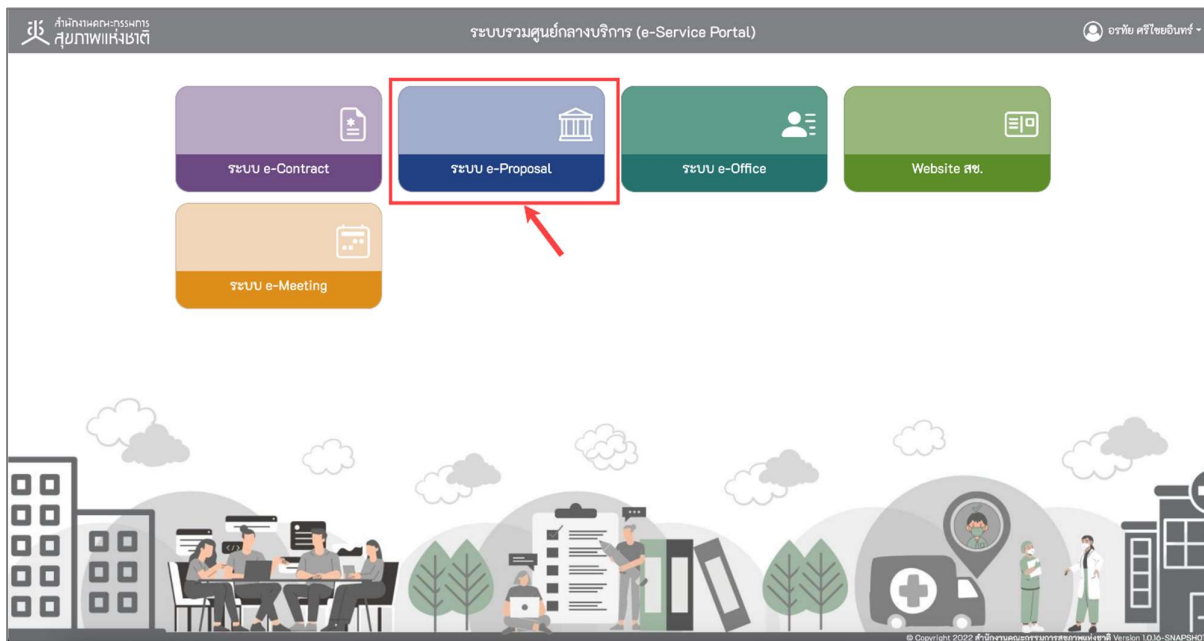 สำนักงานคณะกรรมการ
สุขภาพแห่งชาติ
ระบบรวมศูนย์กลางบริการ (e-Service Portal)
อรทัย ศรีไชยอินทร์
ระบบ e-Contract
ระบบ e-Proposal
ระบบ e-Office
Website สช.
ระบบ e-Meeting
© Copyright 2022 สำนักงานคณะกรรมการสุขภาพแห่งชาติ Version 1.0.16-SNAPSHOT